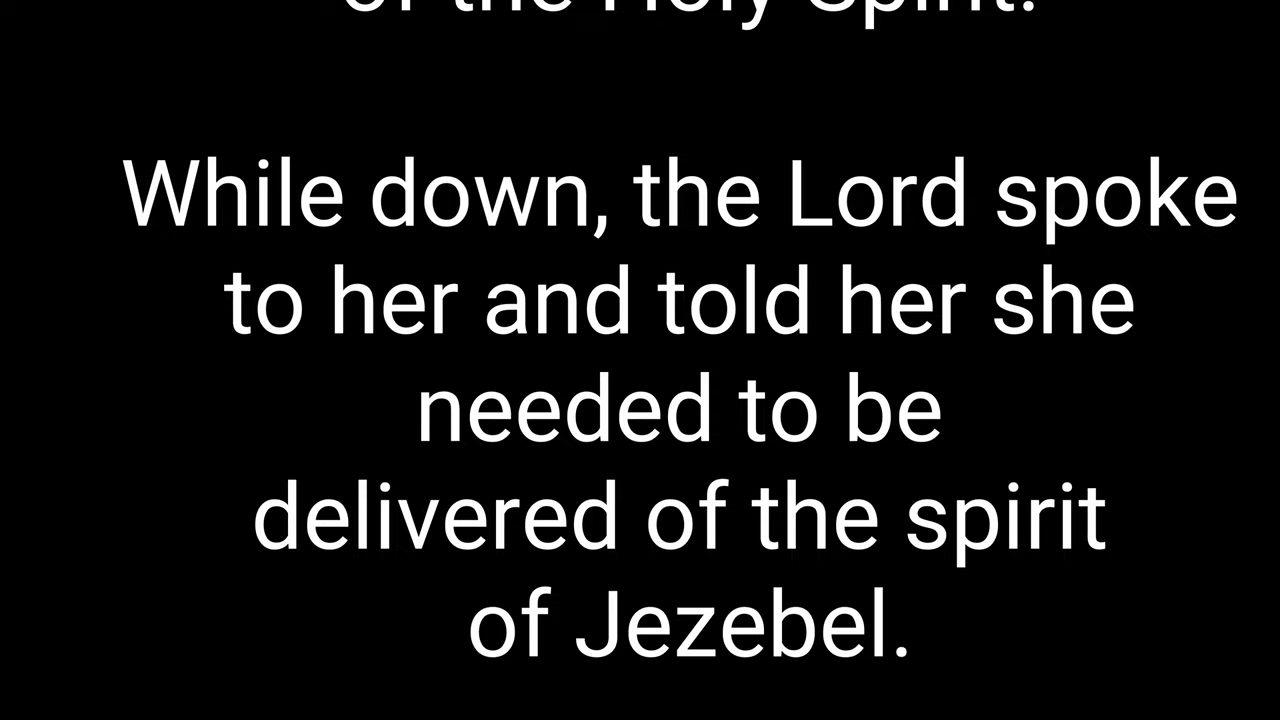 of the Holy Spirit.
While down, the Lord spoke
to her and told her she
needed to be
delivered of the spirit
of Jezebel.